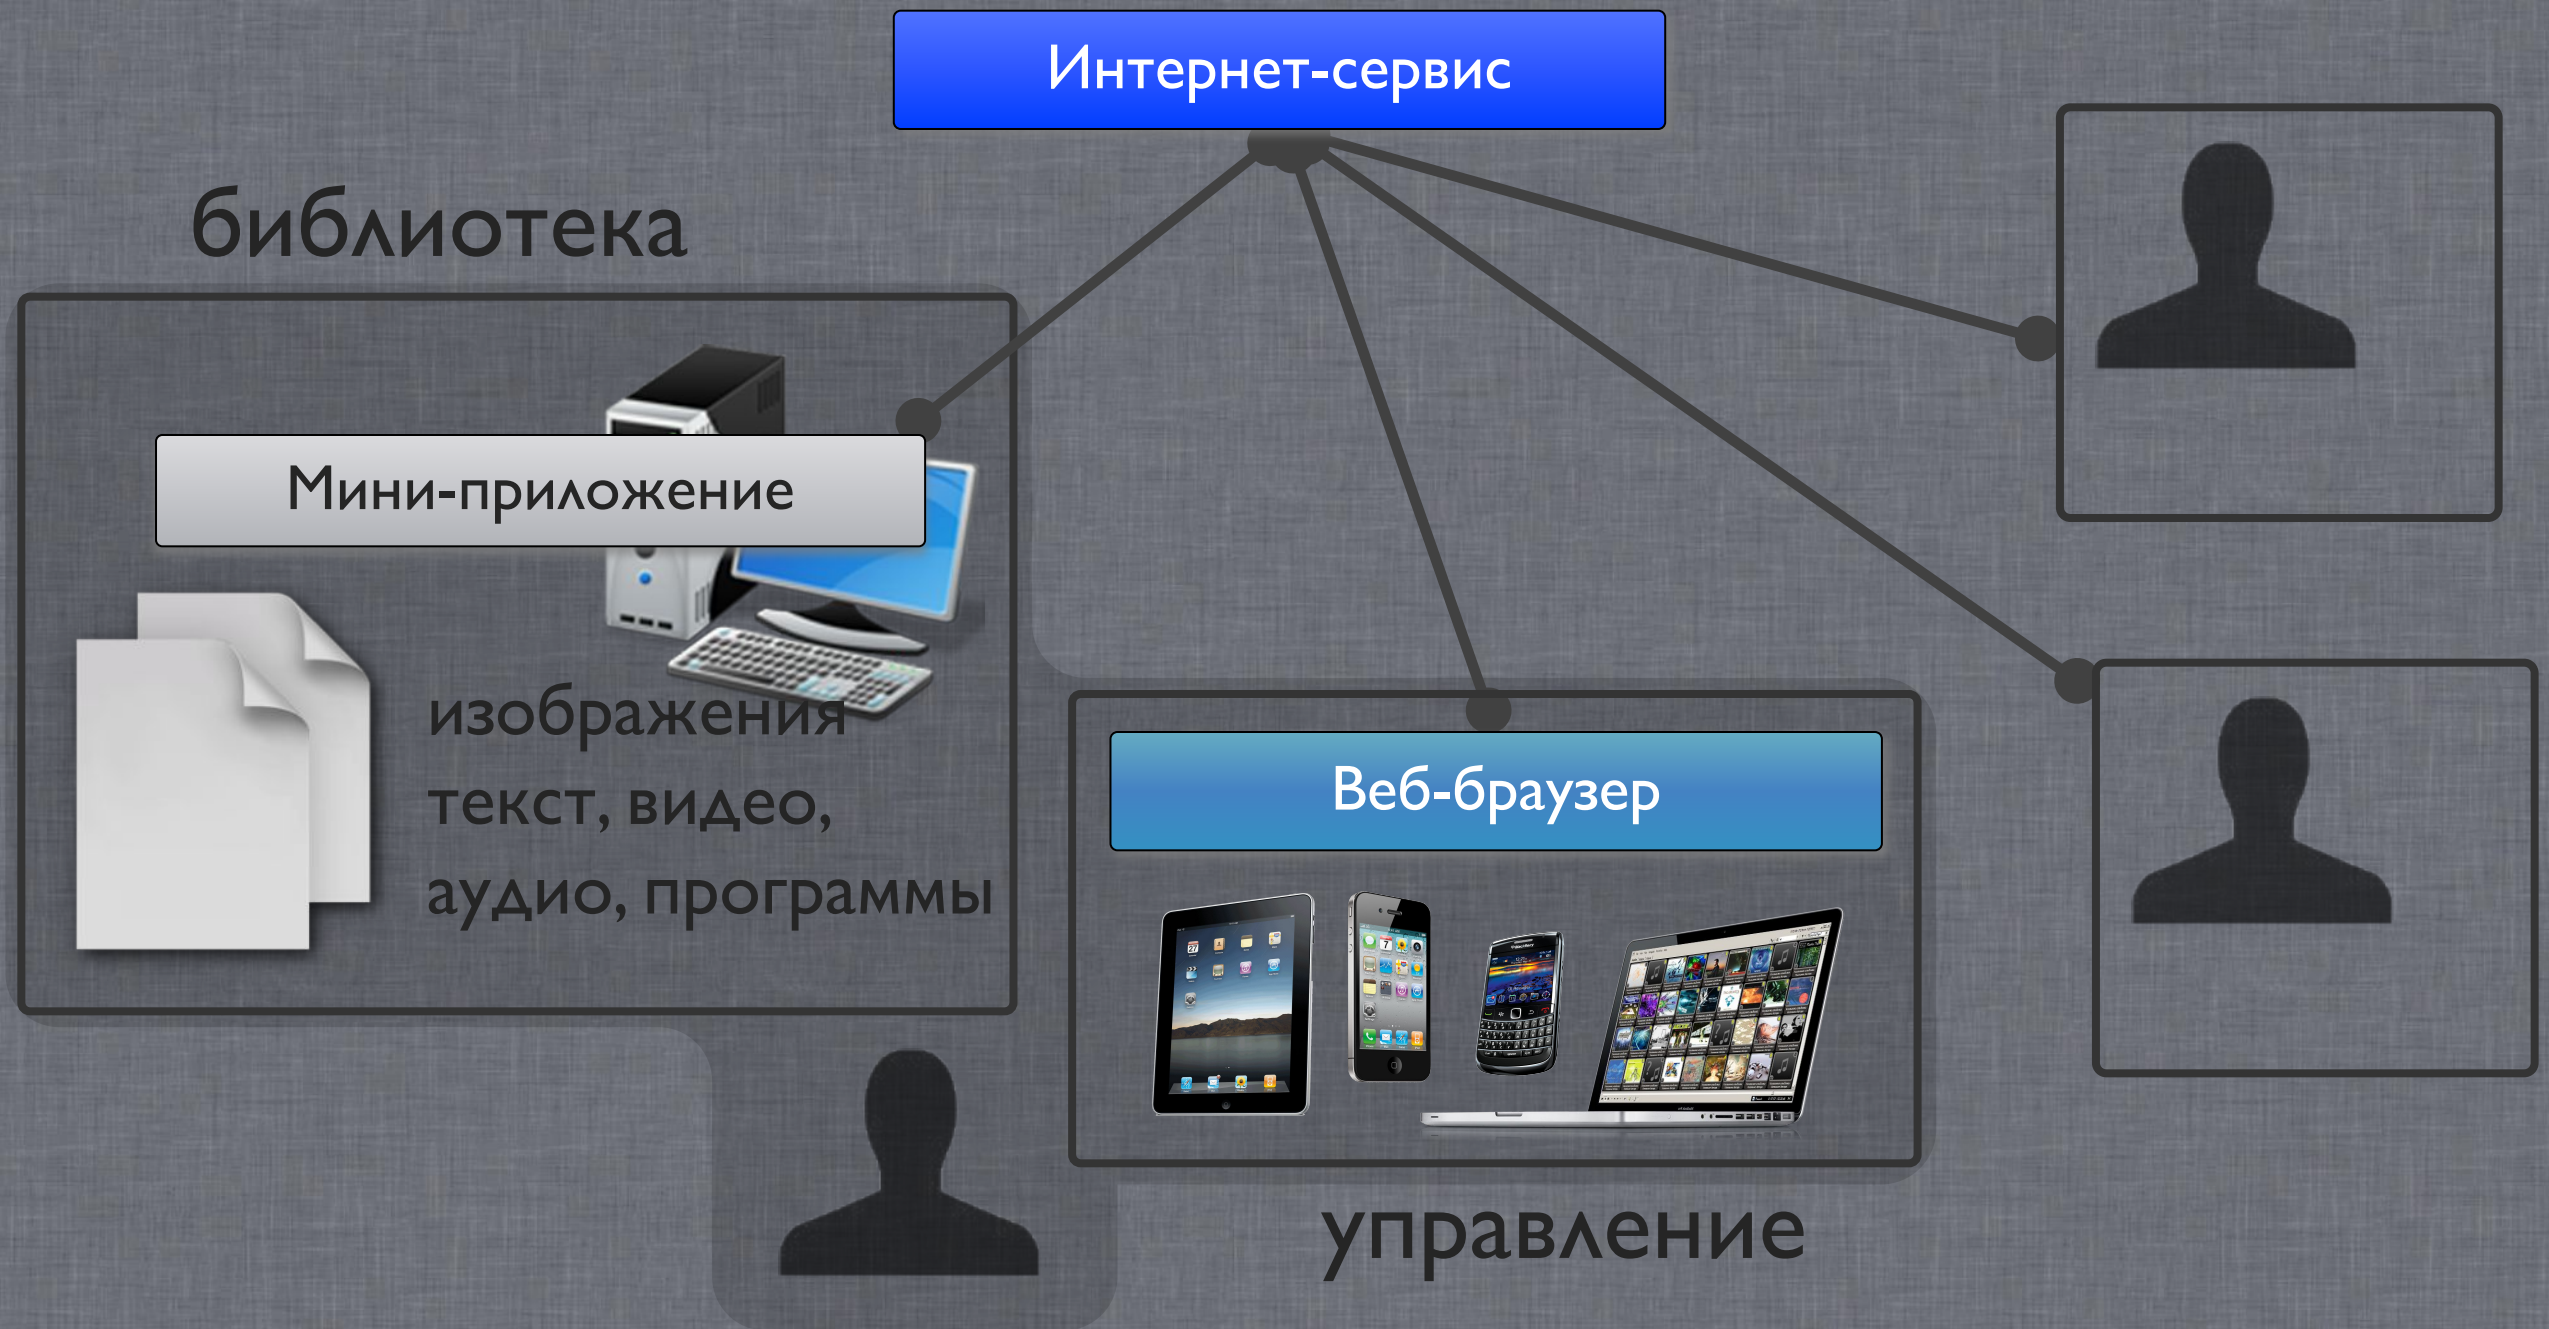 Интернет-сервис
библиотека
Мини-приложение
изображения
текст, видео,
аудио, программы
Веб-браузер
управление